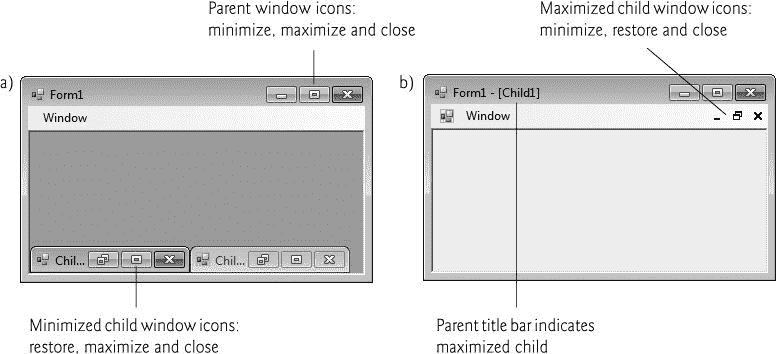 Parent window icons:
minimize, maximize and close
Maximized child window icons:
minimize, restore and close
a)
Form1
Window
Chil...
Chil...
Minimized child window icons:
restore, maximize and close
b)
Form1 - [Child1]
Window
Parent title bar indicates
maximized child